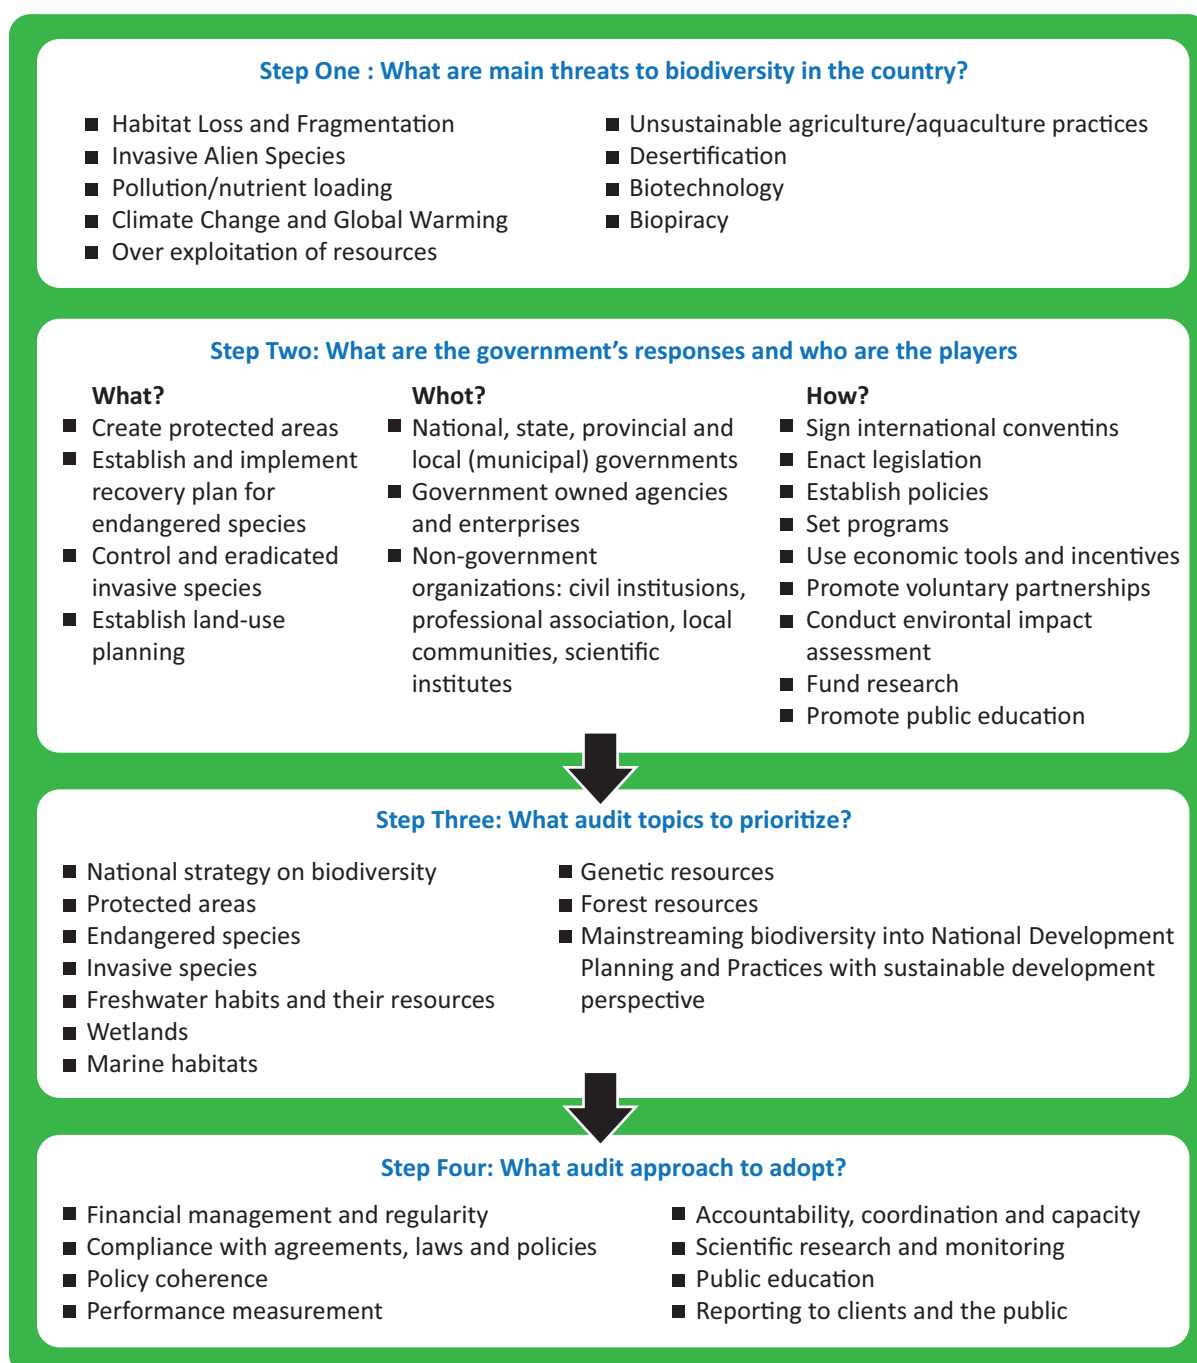 Step One : What are main threats to biodiversity in the country?
■ Habitat Loss and Fragmentation
■ Invasive Alien Species
■ Pollution/nutrient loading
■ Climate Change and Global Warming
■ Over exploitation of resources
■ Unsustainable agriculture/aquaculture practices
■ Desertification
■ Biotechnology
■ Biopiracy
Step Two: What are the government’s responses and who are the players
What?
■ Create protected areas
■ Establish and implement
recovery plan for
endangered species
■ Control and eradicated
invasive species
■ Establish land-use
planning
Whot?
■ National, state, provincial and
local (municipal) governments
■ Government owned agencies
and enterprises
■ Non-government
organizations: civil institusions,
professional association, local
communities, scientific
institutes
How?
■ Sign international conventins
■ Enact legislation
■ Establish policies
■ Set programs
■ Use economic tools and incentives
■ Promote voluntary partnerships
■ Conduct environtal impact
assessment
■ Fund research
■ Promote public education
Step Three: What audit topics to prioritize?
■ National strategy on biodiversity
■ Protected areas
■ Endangered species
■ Invasive species
■ Freshwater habits and their resources
■ Wetlands
■ Marine habitats
■ Genetic resources
■ Forest resources
■ Mainstreaming biodiversity into National Development
Planning and Practices with sustainable development
perspective
Step Four: What audit approach to adopt?
■ Financial management and regularity
■ Compliance with agreements, laws and policies
■ Policy coherence
■ Performance measurement
■ Accountability, coordination and capacity
■ Scientific research and monitoring
■ Public education
■ Reporting to clients and the public